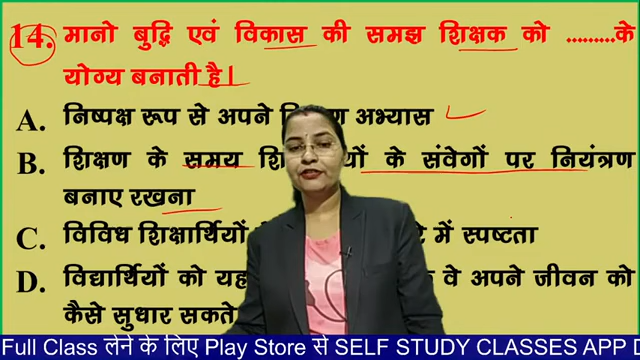 14. मानो बुद्धि एवं विकास की समझ शिक्षक को .........के
योग्य बनाती है।
A. निष्पक्ष रूप से अपने अभ्यास
B. शिक्षण के समय के संवेगों पर नियंत्रण
बनाए रखना
C. विविध शिक्षार्थियों में स्पष्टता
D. विद्यार्थियों को वे अपने जीवन को
कैसे सुधार सकते
Full Class लेने के लिए Play Store से SELF STUDY CLASSES APP